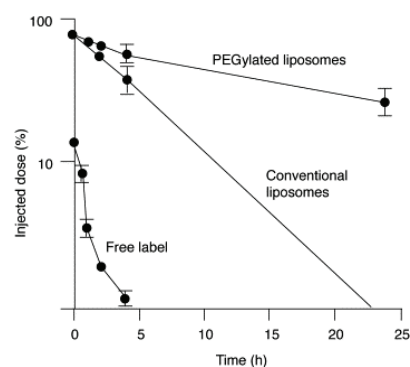 100
PEGylated liposomes
Injected dose (%)
10
Conventional
liposomes
Free label
0 5 10 15 20 25
Time (h)